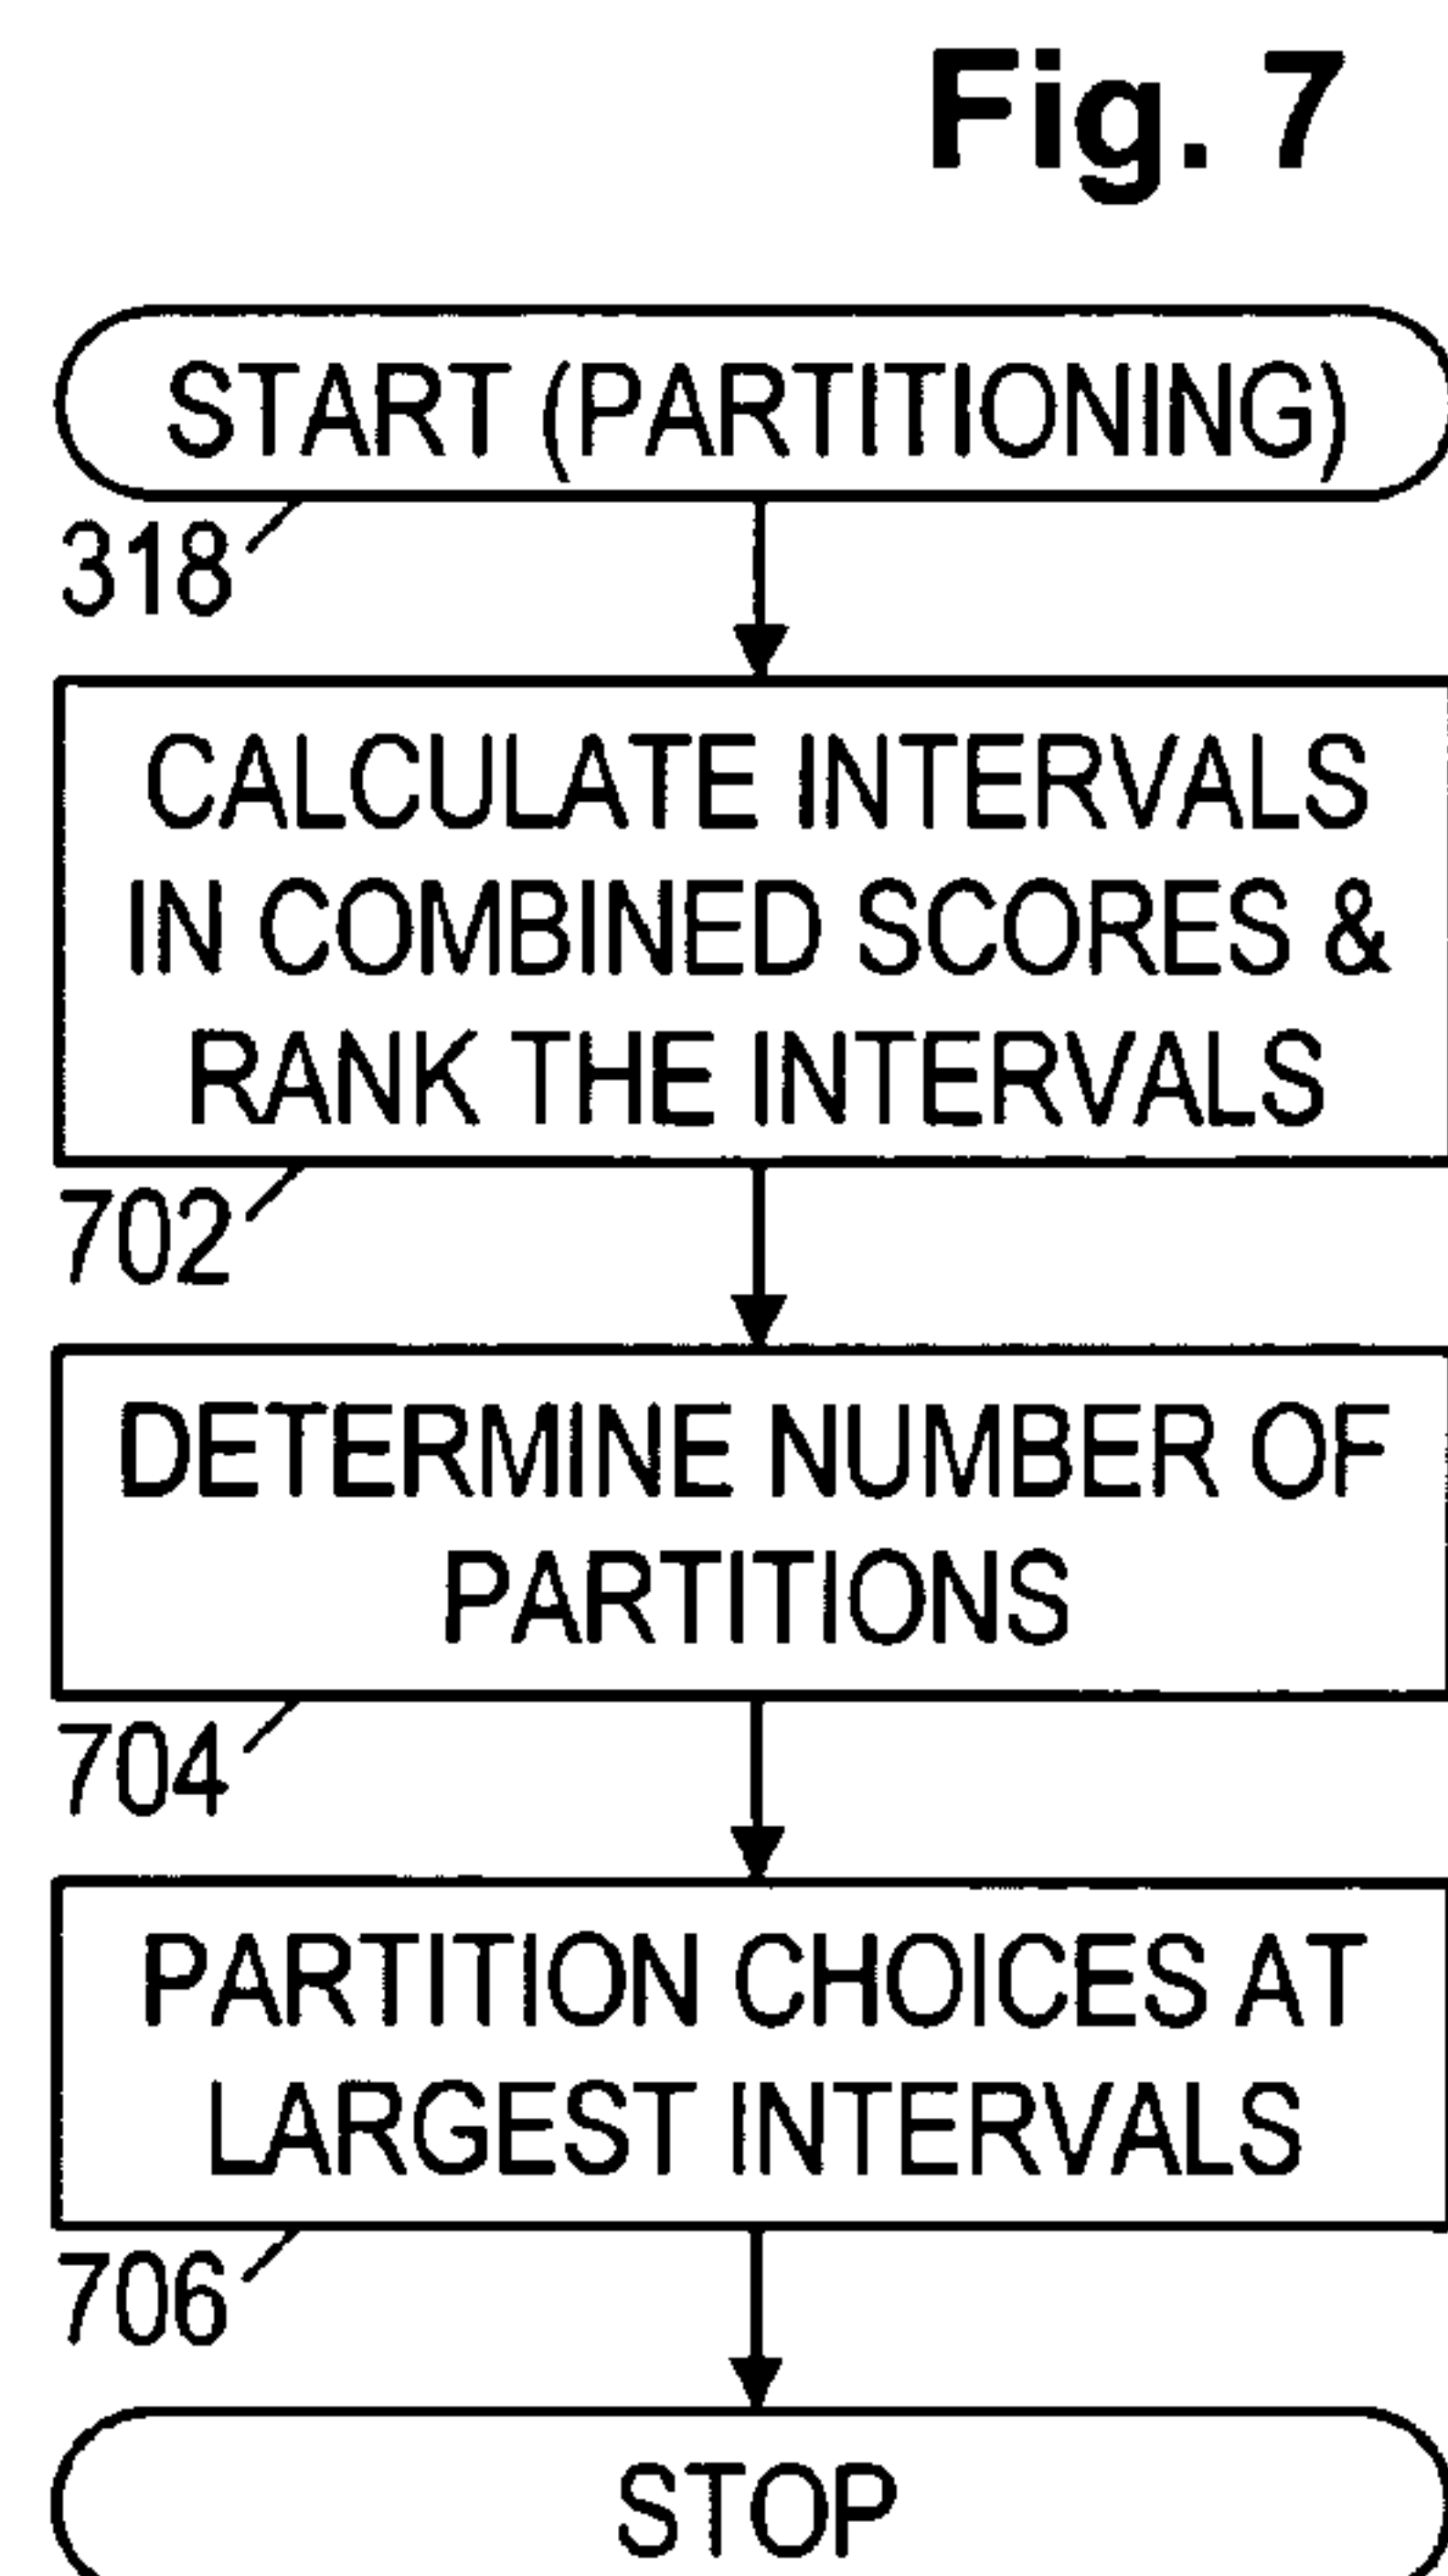 Fig. 7
START (PARTITIONING)
318
CALCULATE INTERVALS
IN COMBINED SCORES &
RANK THE INTERVALS
702
DETERMINE NUMBER OF
PARTITIONS
704
PARTITION CHOICES AT
LARGEST INTERVALS
706
STOP